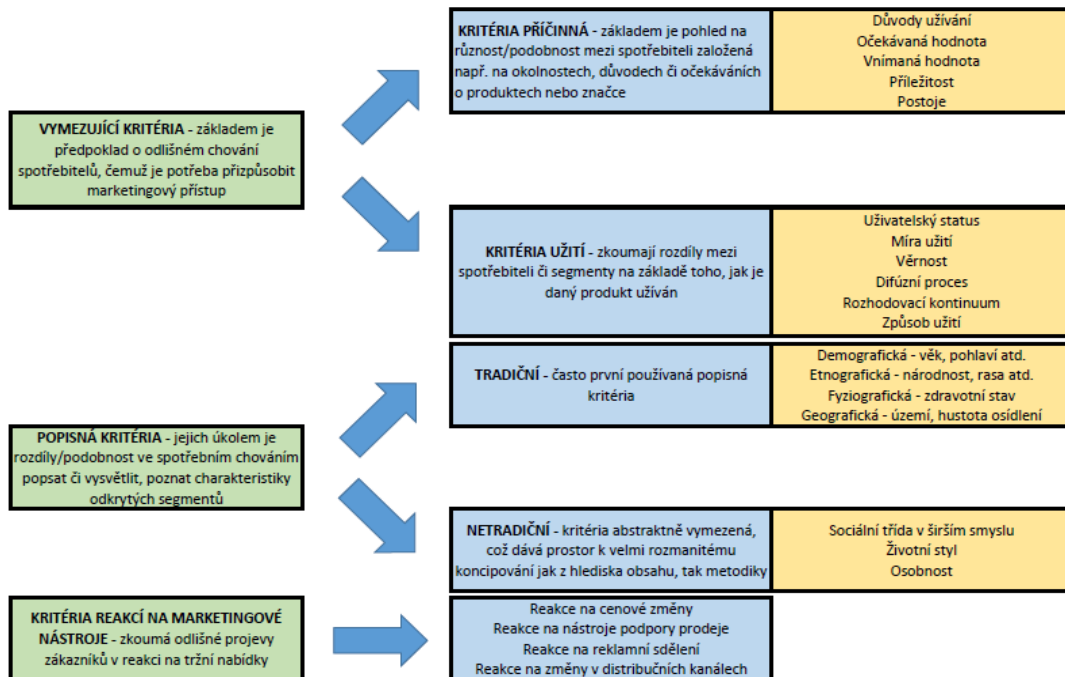 VYMEZUJÍCÍ KRITÉRIA - základem je
předpoklad o odlišném chování
spotřebitelů, čemuž je potřeba přizpůsobit
marketingový přístup
KRITÉRIA PŘÍČINNÁ - základem je pohled na
různost/podobnost mezi spotřebiteli založená
např. na okolnostech, důvodech či očekáváních
o produktech nebo značce
Důvody užívání
Očekávaná hodnota
Vnímaná hodnota
Příležitost
Postoje
KRITÉRIA UŽITÍ - zkoumají rozdíly mezi
spotřebiteli či segmenty na základě toho, jak je
daný produkt užíván
Uživatelský status
Míra užití
Věrnost
Difúzní proces
Rozhodovací kontinuum
Způsob užití
POPISNÁ KRITÉRIA - jejich úkolem je
rozdíly/podobnost ve spotřebním chováním
popsat či vysvětlit, poznat charakteristiky
odkrytých segmentů
TRADIČNÍ - často první používaná popisná
kritéria
Demografická - věk, pohlaví atd.
Etnografická - národnost, rasa atd.
Fyziografická - zdravotní stav
Geografická - území, hustota osídlení
NETRADIČNÍ - kritéria abstraktně vymezená,
což dává prostor k velmi rozmanitému
koncipování jak z hlediska obsahu, tak metodiky
Sociální třída v širším smyslu
Životní styl
Osobnost
KRITÉRIA REAKCÍ NA MARKETINGOVÉ
NÁSTROJE - zkoumá odlišné projevy
zákazníků v reakci na tržní nabídky
Reakce na cenové změny
Reakce na nástroje podpory prodeje
Reakce na reklamní sdělení
Reakce na změny v distribučních kanálech